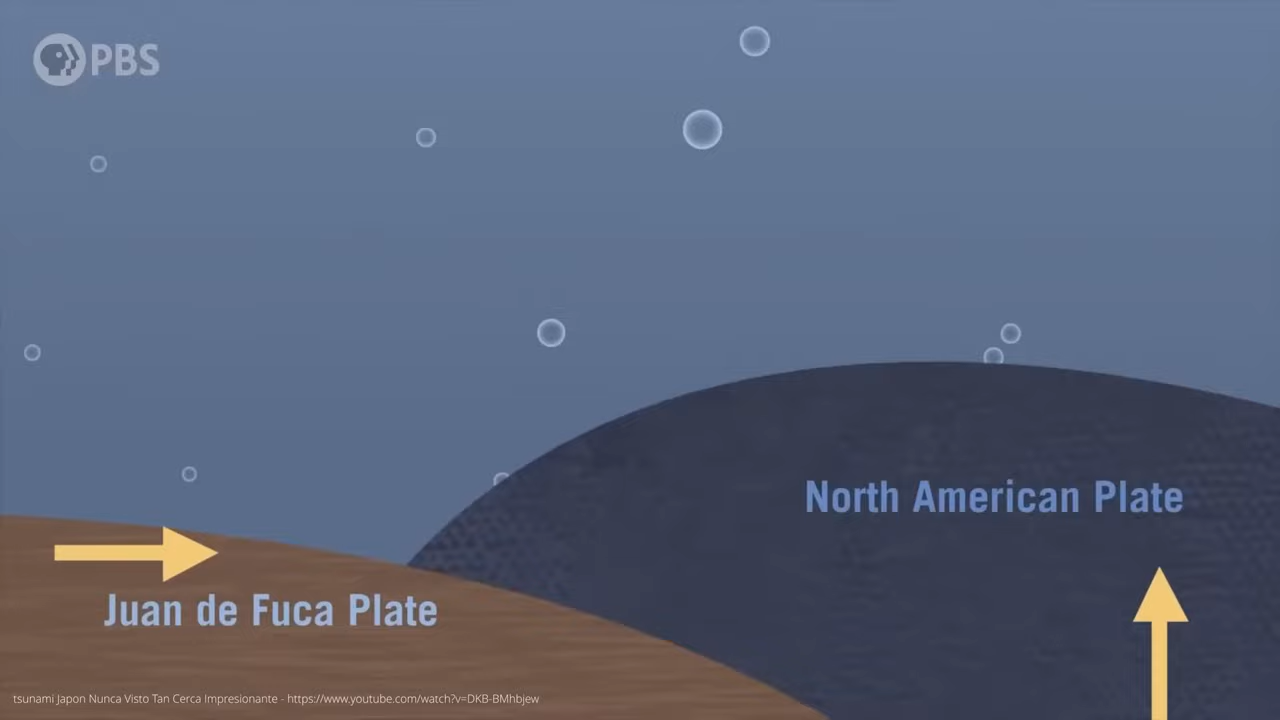 PBS
North American Plate
Juan de Fuca Plate
tsunami Japon Nunca Visto Tan Cerca Impresionante - https://www.youtube.com/watch?v=DKB-BMhbjew